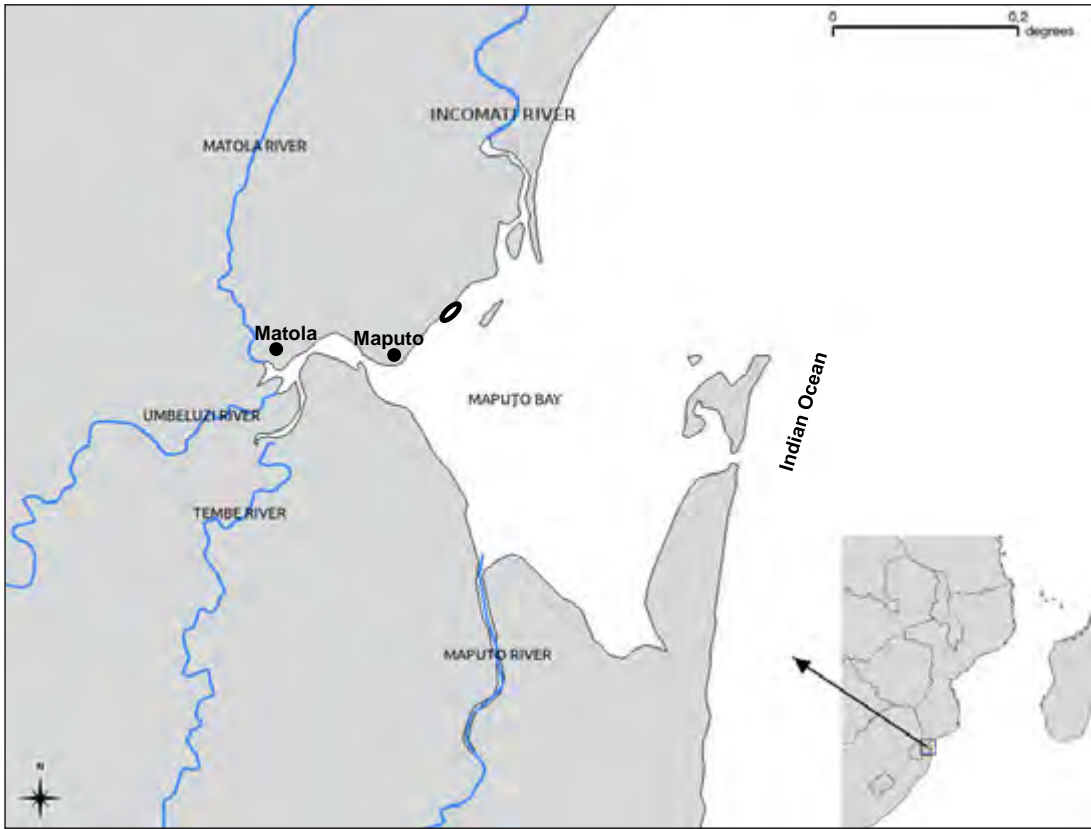 0
0,2
degrees
INCOMATI RIVER
MATOLA RIVER
Matola
Maputo
MAPUTO BAY
Indian Ocean
UMBELUZI RIVER
TEMBE RIVER
MAPUTO RIVER
N